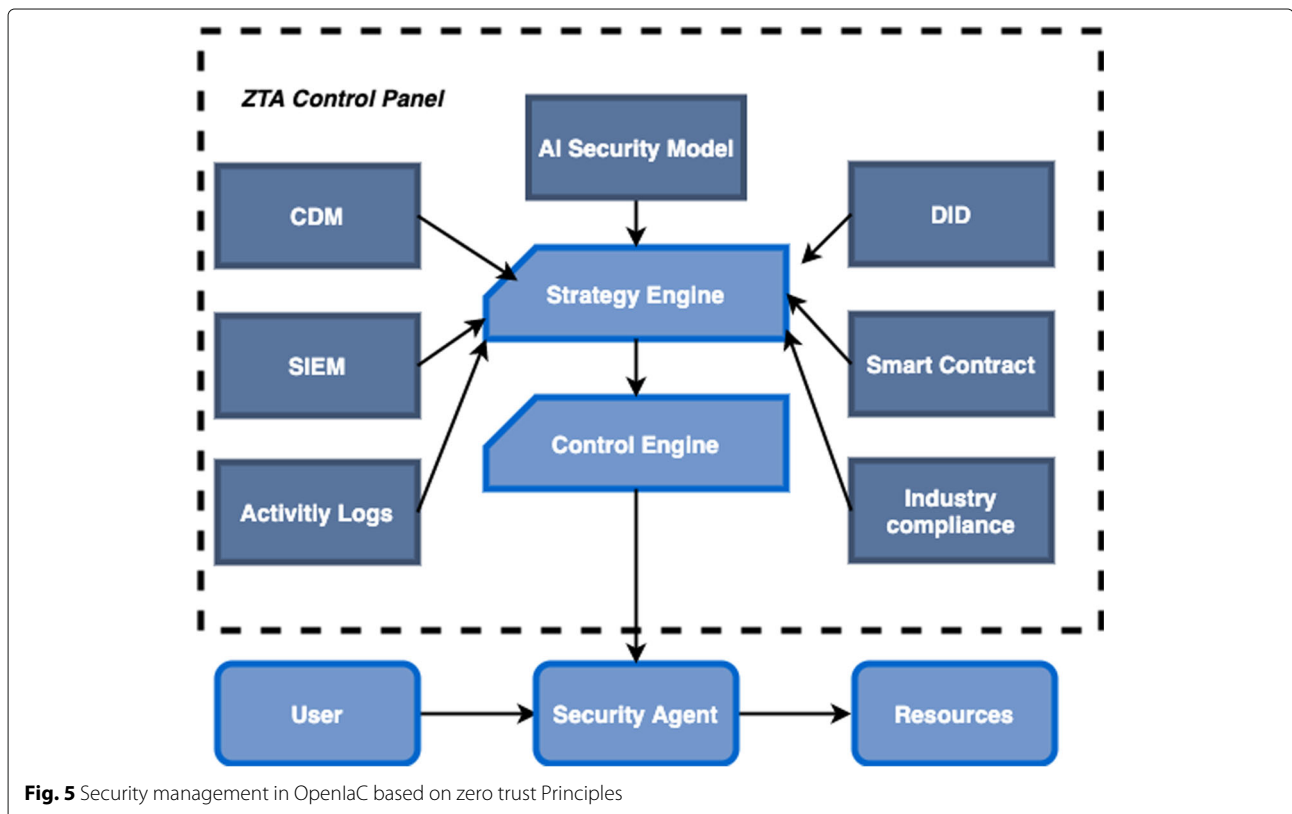 ZTA Control Panel
AI Security Model
CDM
DID
Strategy Engine
SIEM
Smart Contract
Control Engine
Activitiy Logs
Industry
compliance
User
Security Agent
Resources
Fig. 5 Security management in OpenIaC based on zero trust Principles